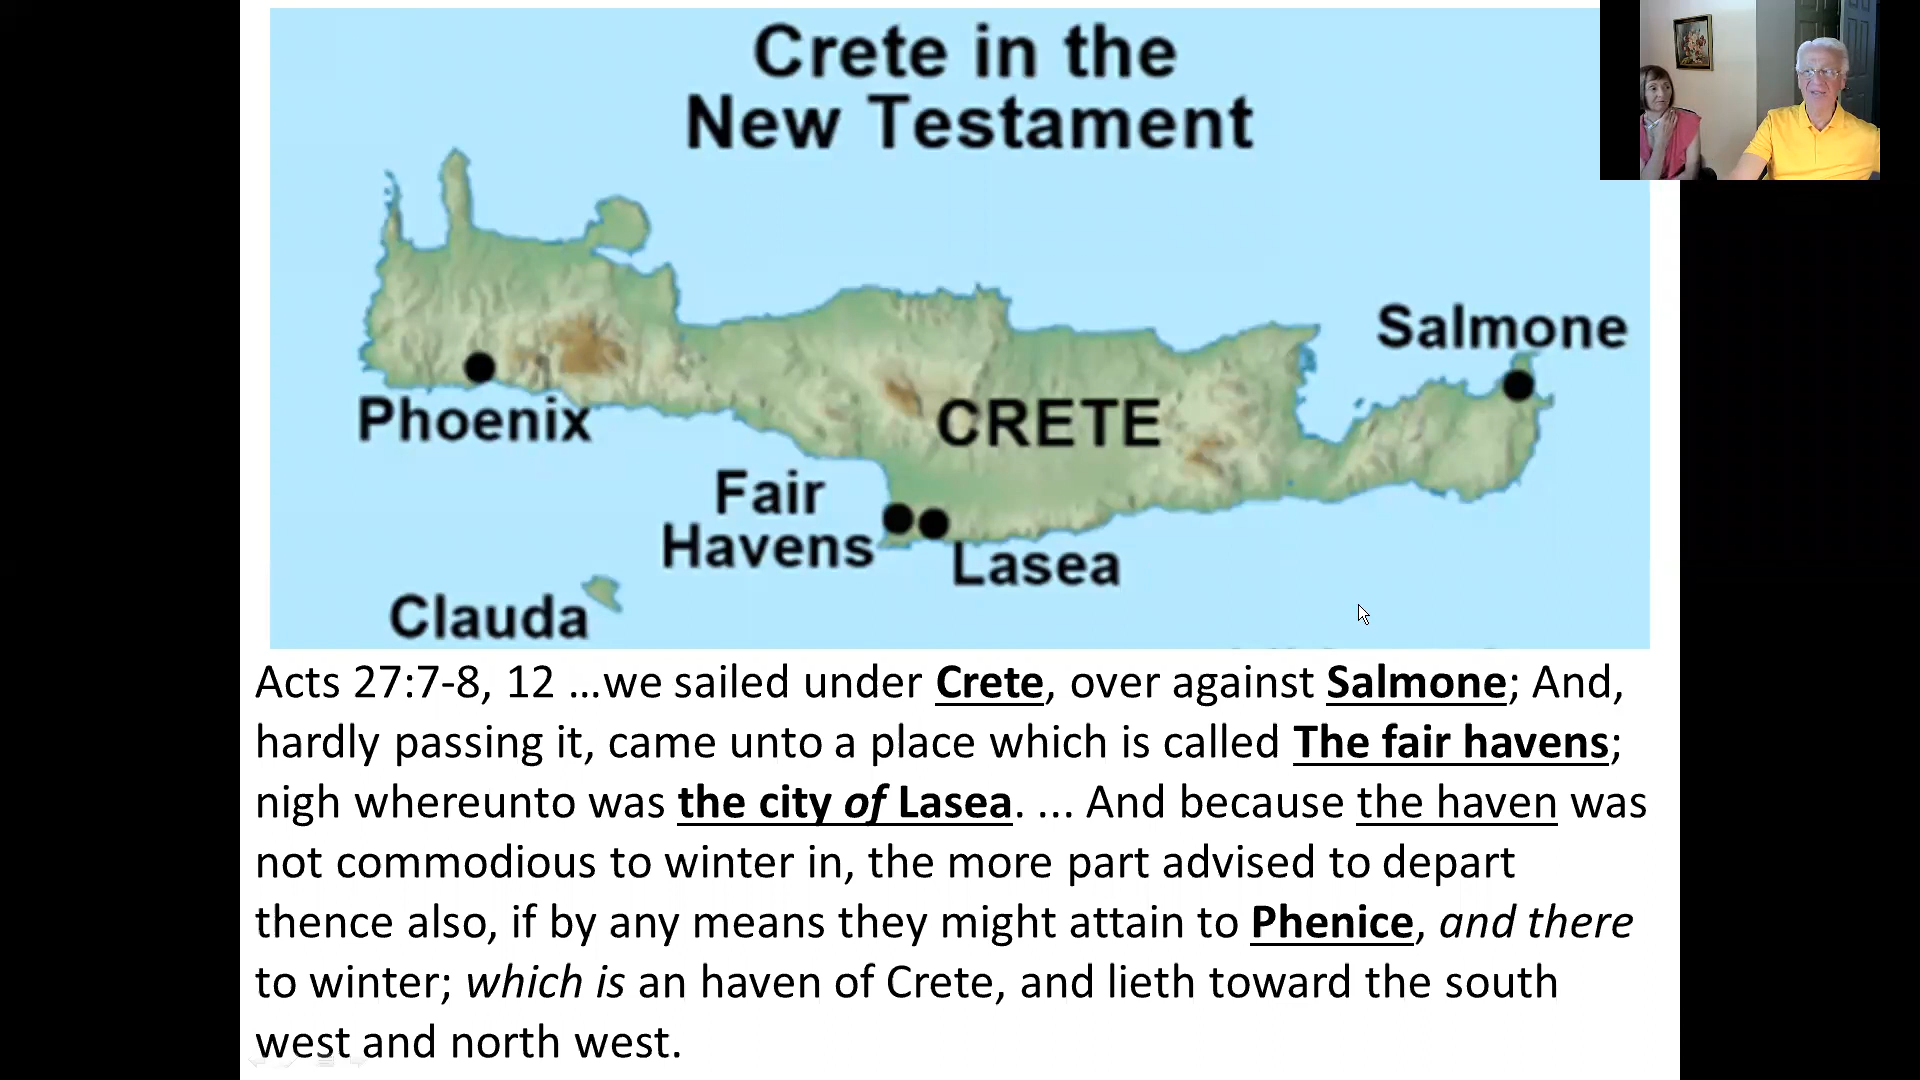 Crete in the
New Testament
Salmone
Phoenix
CRETE
Fair
Havens
Lasea
Clauda
Acts 27:7-8, 12 …we sailed under Crete, over against Salmone; And,
hardly passing it, came unto a place which is called The fair havens;
nigh whereunto was the city of Lasea. ... And because the haven was
not commodious to winter in, the more part advised to depart
thence also, if by any means they might attain to Phenice, and there
to winter; which is an haven of Crete, and lieth toward the south
west and north west.